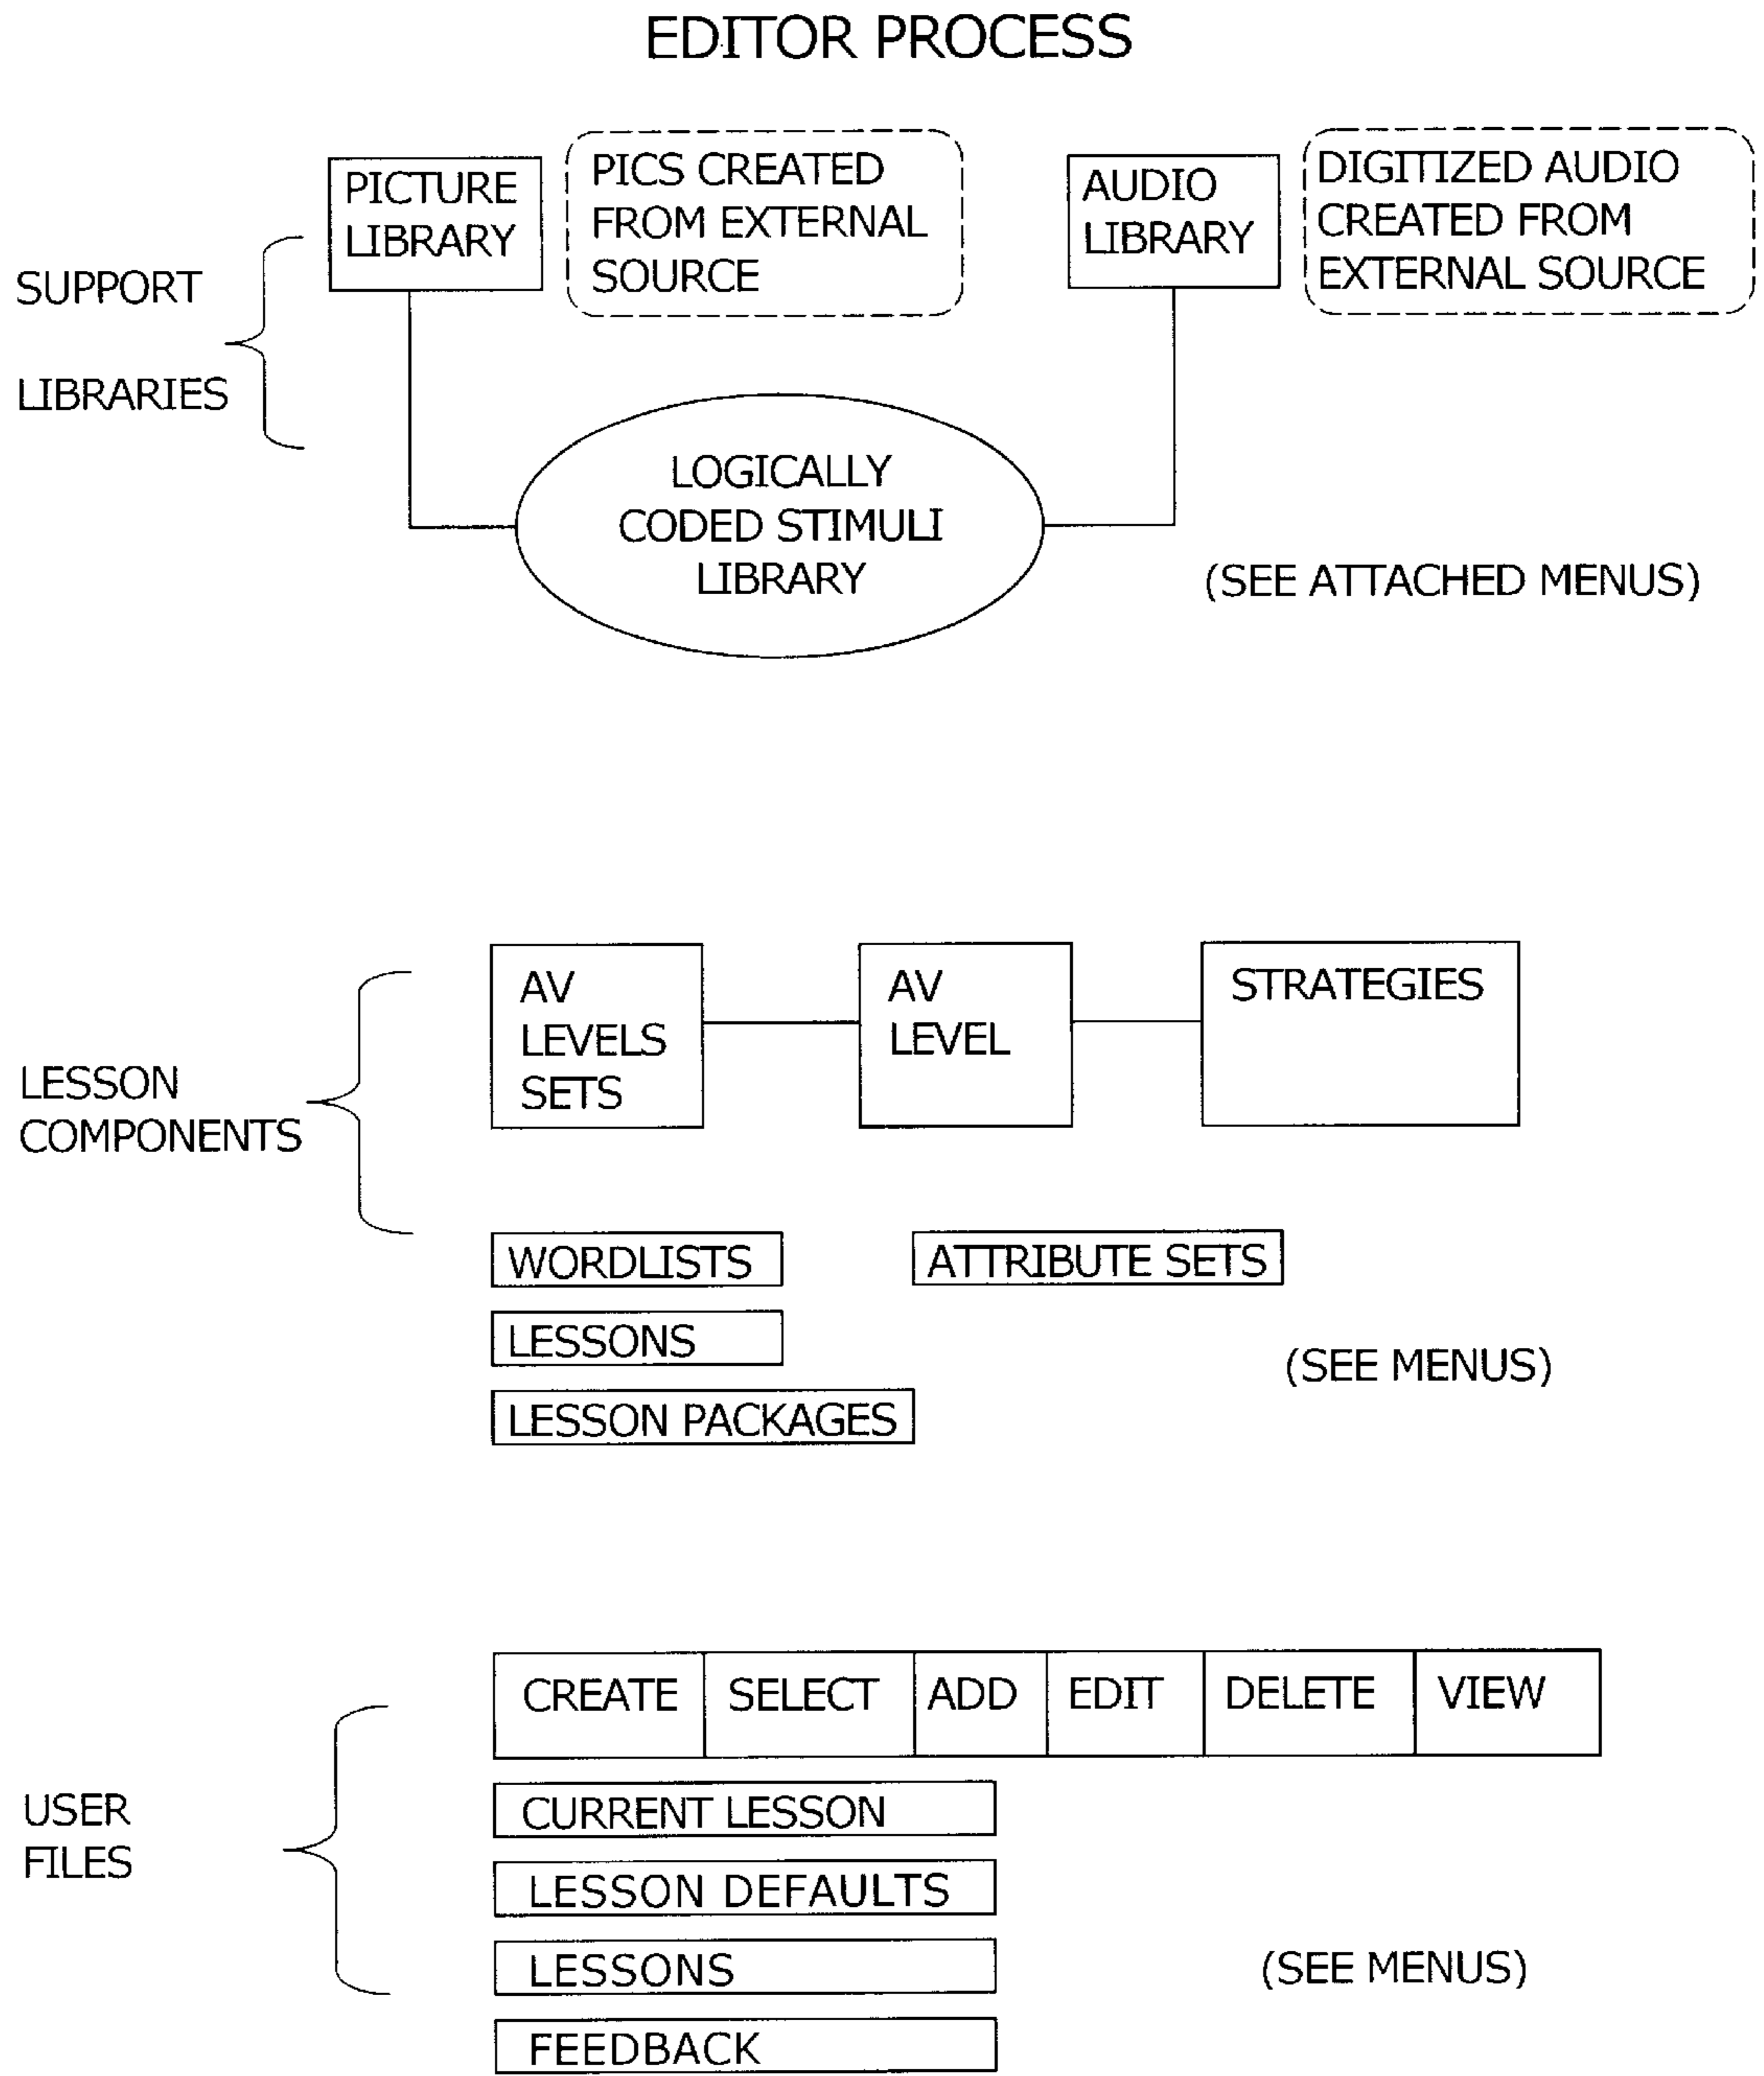 EDITOR PROCESS
PICTURE
LIBRARY
PICS CREATED
FROM EXTERNAL
SOURCE
AUDIO
LIBRARY
DIGITIZED AUDIO
CREATED FROM
EXTERNAL SOURCE
SUPPORT
LIBRARIES
LOGICALLY
CODED STIMULI
LIBRARY
(SEE ATTACHED MENUS)
AV
LEVELS
SETS
AV
LEVEL
STRATEGIES
LESSON
COMPONENTS
WORDLISTS
ATTRIBUTE SETS
LESSONS
(SEE MENUS)
LESSON PACKAGES
CREATE
SELECT
ADD
EDIT
DELETE
VIEW
USER
FILES
CURRENT LESSON
LESSON DEFAULTS
LESSONS
(SEE MENUS)
FEEDBACK